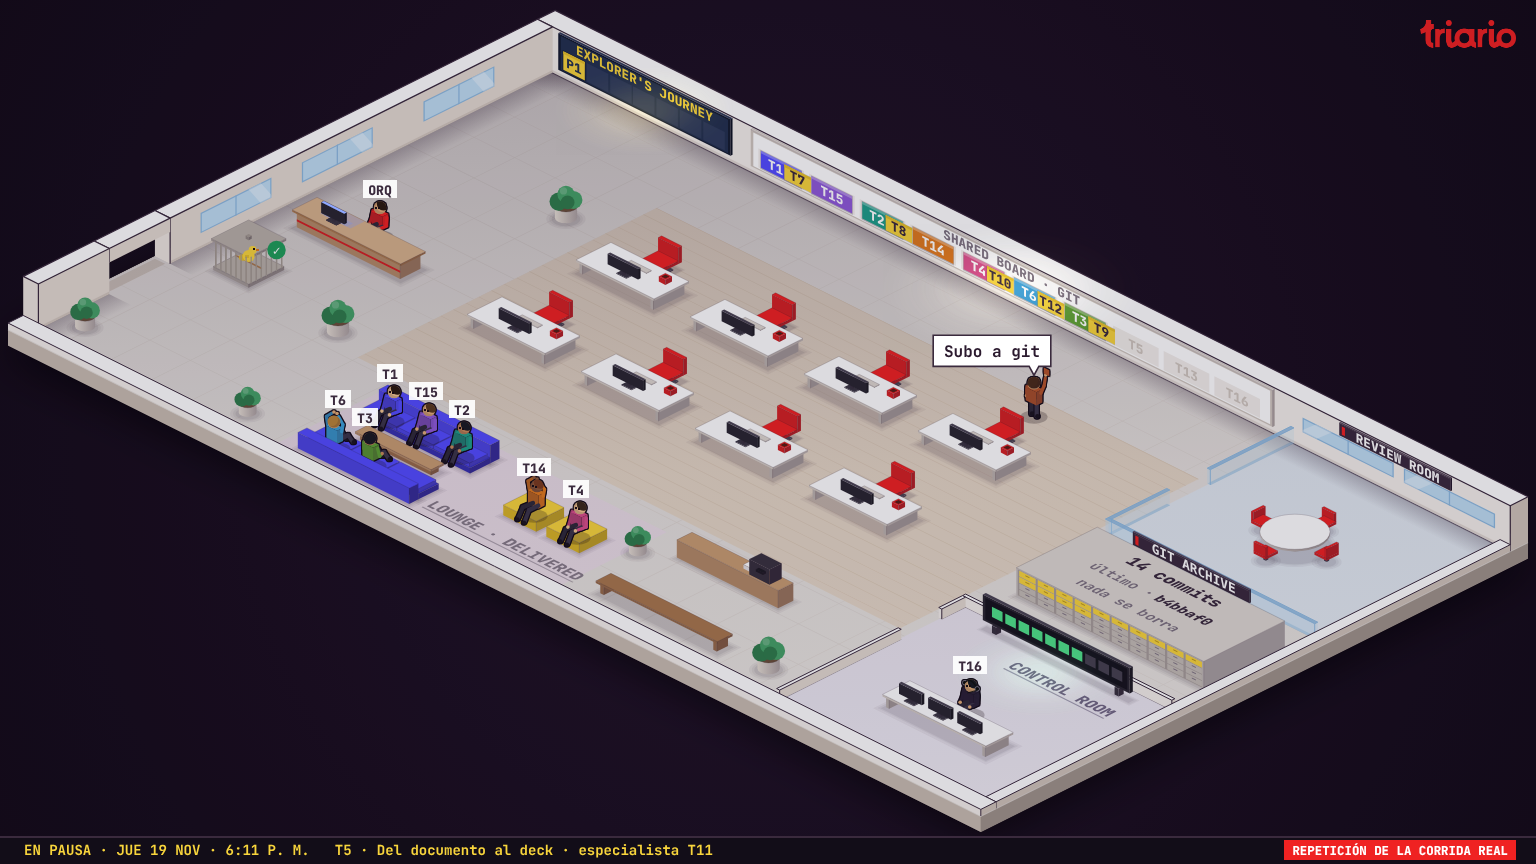 triario
EXPLORER'S JOURNEY
P1
T1
T7
T15
T2
T8
T14
T4
T10
T6
T12
T3
T9
T5
T13
T16
SHARED BOARD · GIT
ORQ
✓
Subo a git
REVIEW ROOM
T1
T15
T6
T3
T2
T14
T4
LOUNGE · DELIVERED
GIT ARCHIVE
14 commits
último · b4bbaf0
nada se borra
T16
CONTROL ROOM
EN PAUSA · JUE 19 NOV · 6:11 P. M. T5 · Del documento al deck · especialista T11
REPETICIÓN DE LA CORRIDA REAL